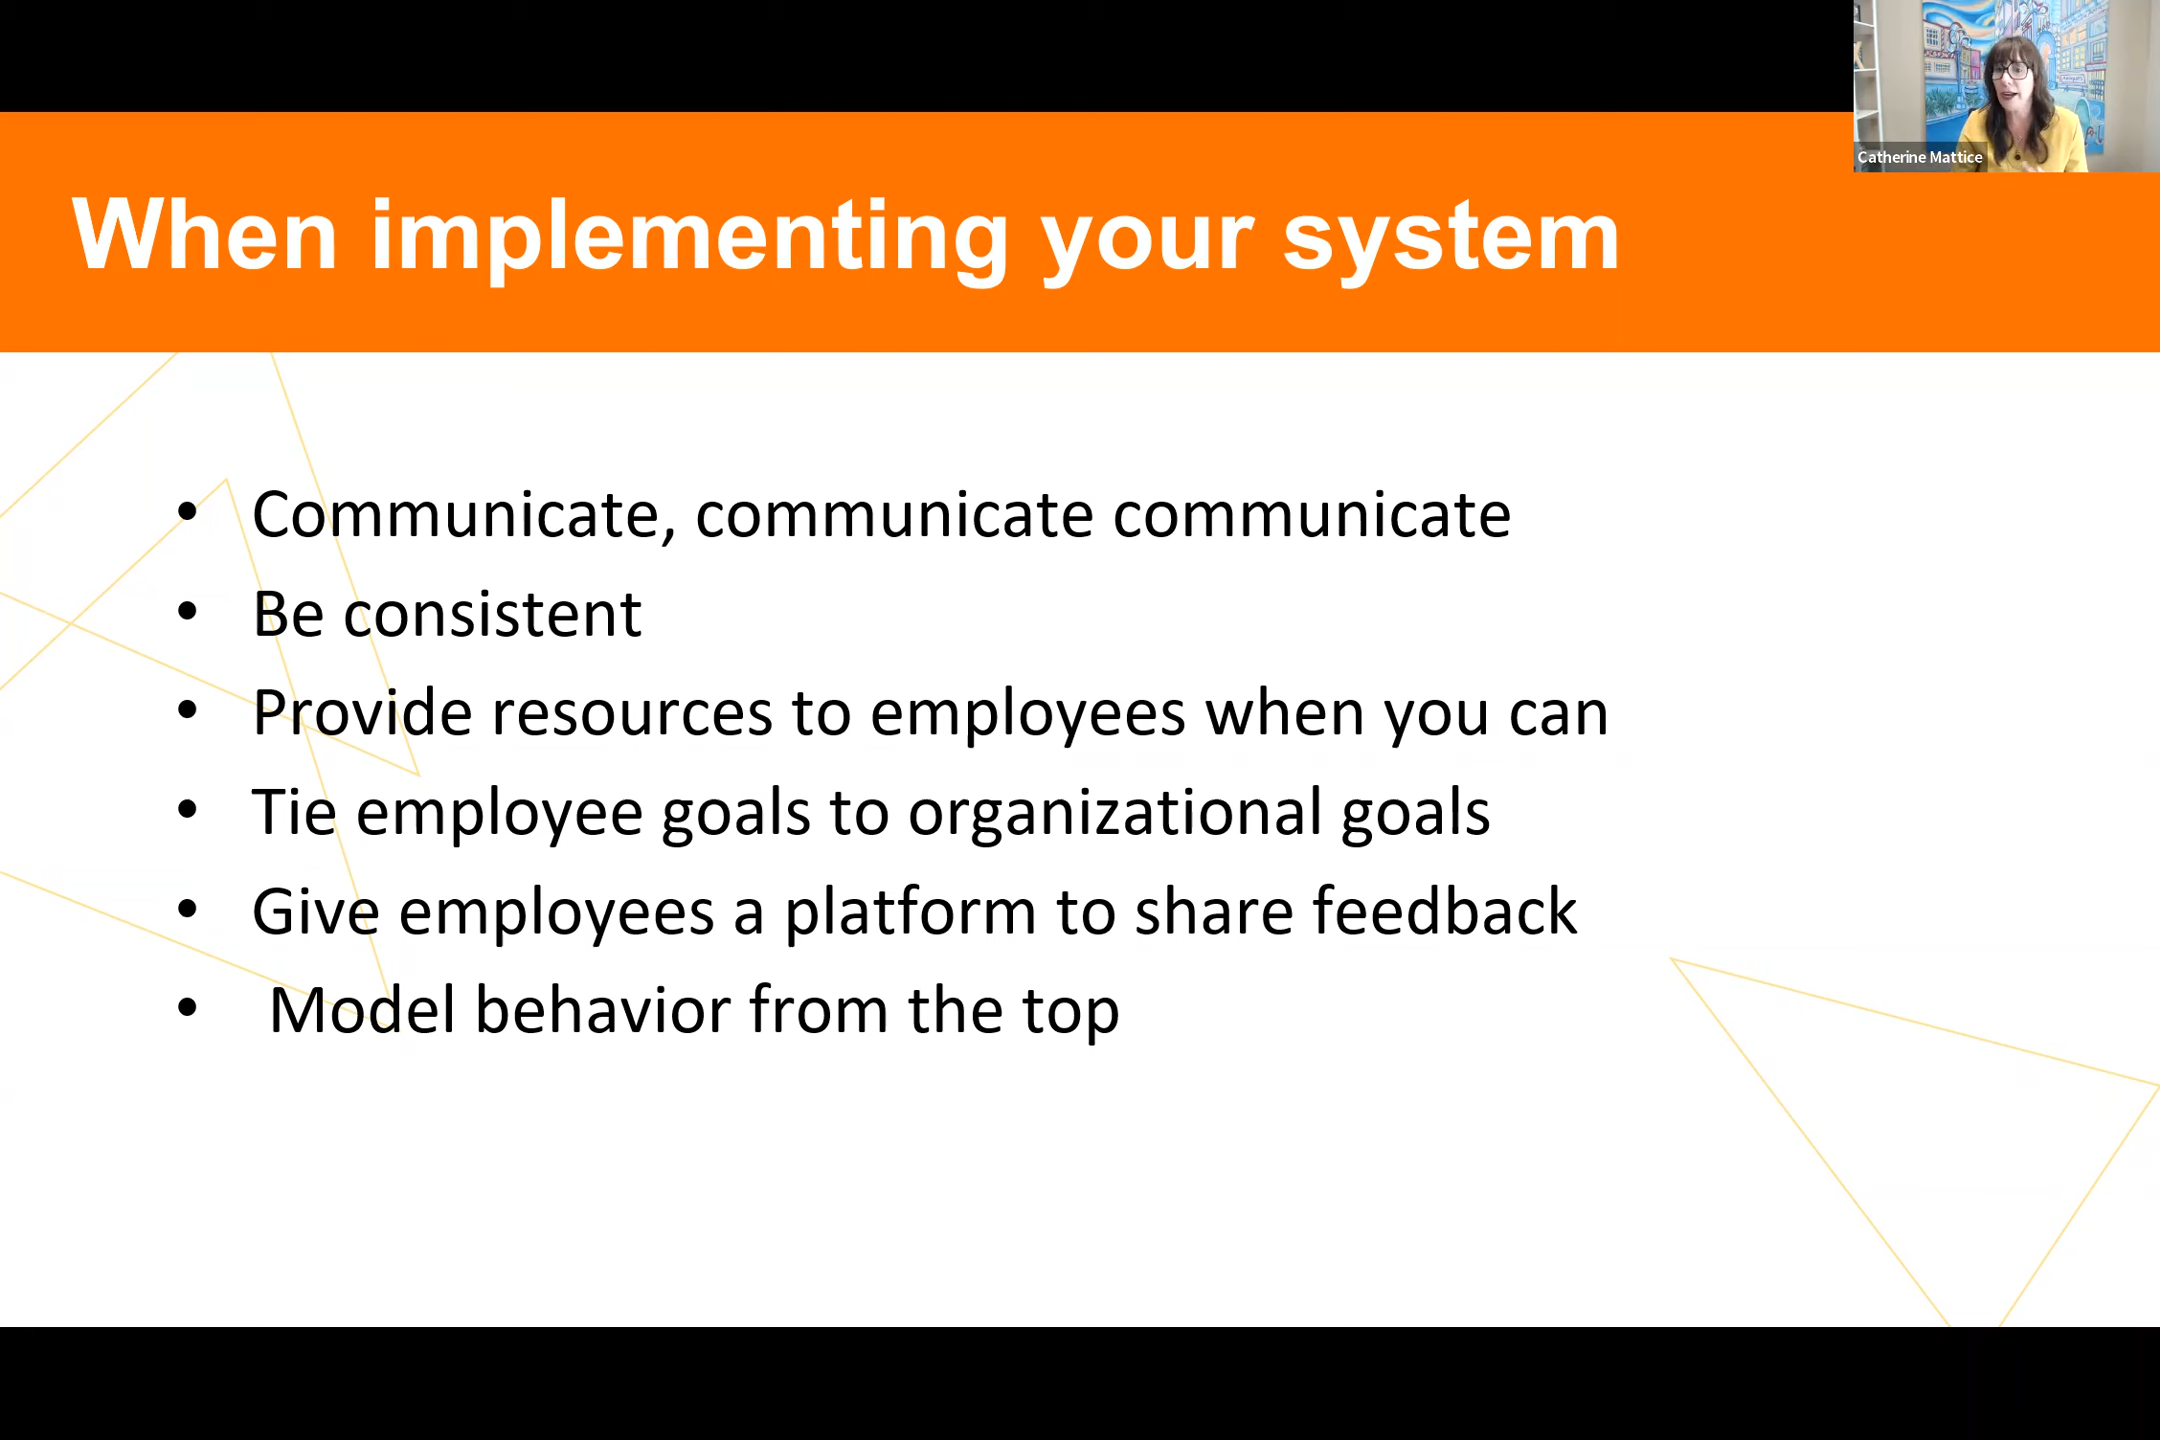 Catherine Mattice
When implementing your system
• Communicate, communicate communicate
• Be consistent
• Provide resources to employees when you can
• Tie employee goals to organizational goals
• Give employees a platform to share feedback
• Model behavior from the top